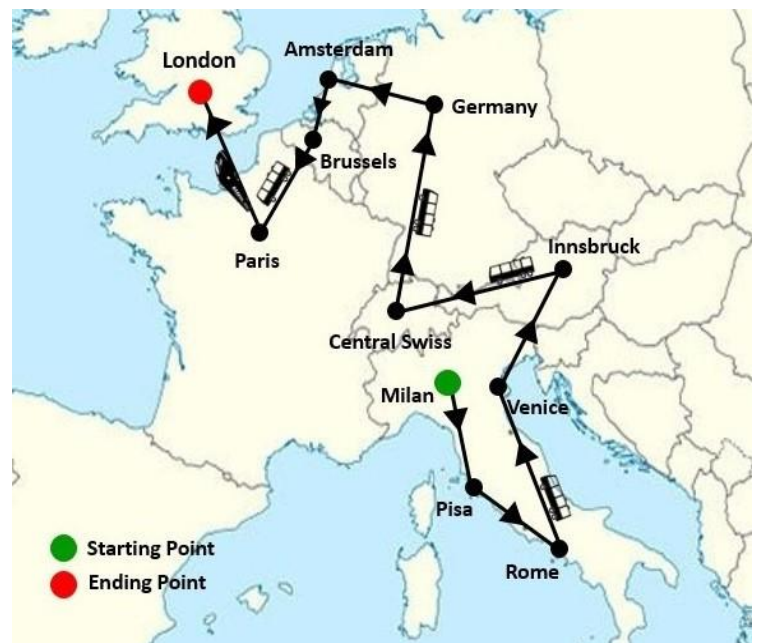 Amsterdam
London
Germany
Brussels
Paris
Innsbruck
Central Swiss
Milan
Venice
Pisa
Rome
Starting Point
Ending Point